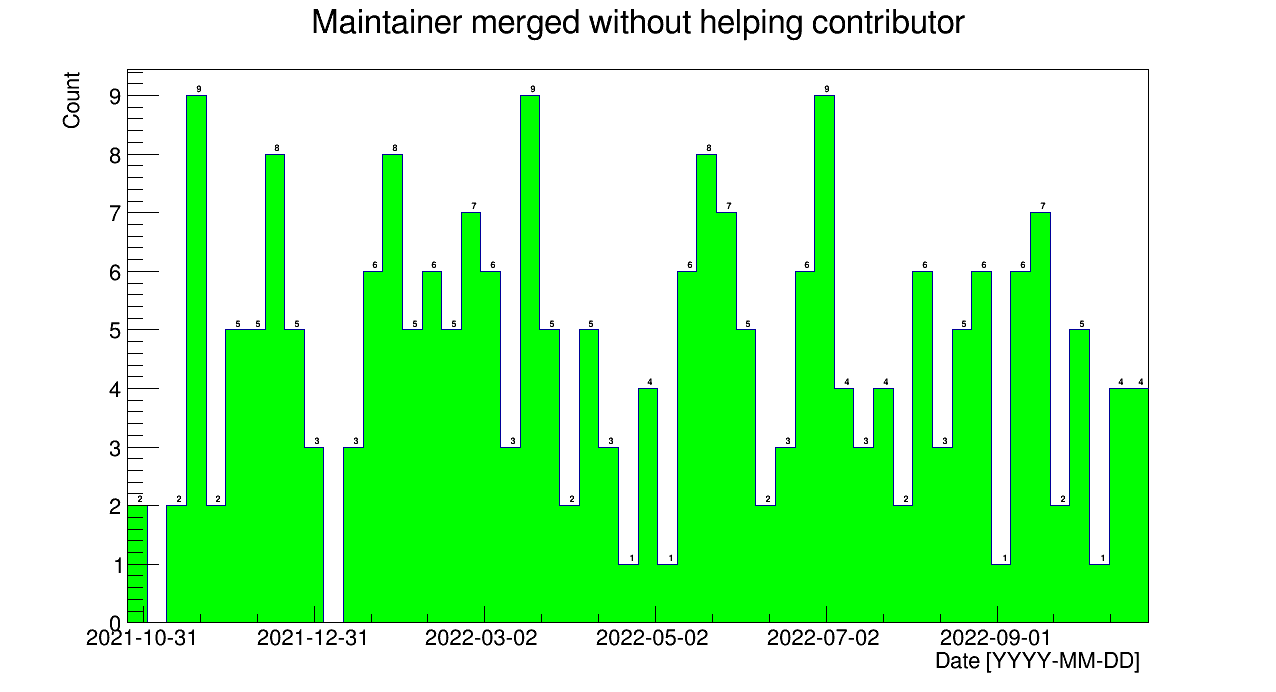 Maintainer merged without helping contributor
Count
9
8
7
6
5
4
3
2
1
0
2 2 9 2 5 5 8 5 3 3 6 8 5 6 5 7 6 3 9 5 2 5 3 1 4 1 6 8 7 5 2 3 6 9 4 3 4 2 6 3 5 6 1 6 7 2 5 1 4 4
2021-10-31 2021-12-31 2022-03-02 2022-05-02 2022-07-02 2022-09-01
Date [YYYY-MM-DD]